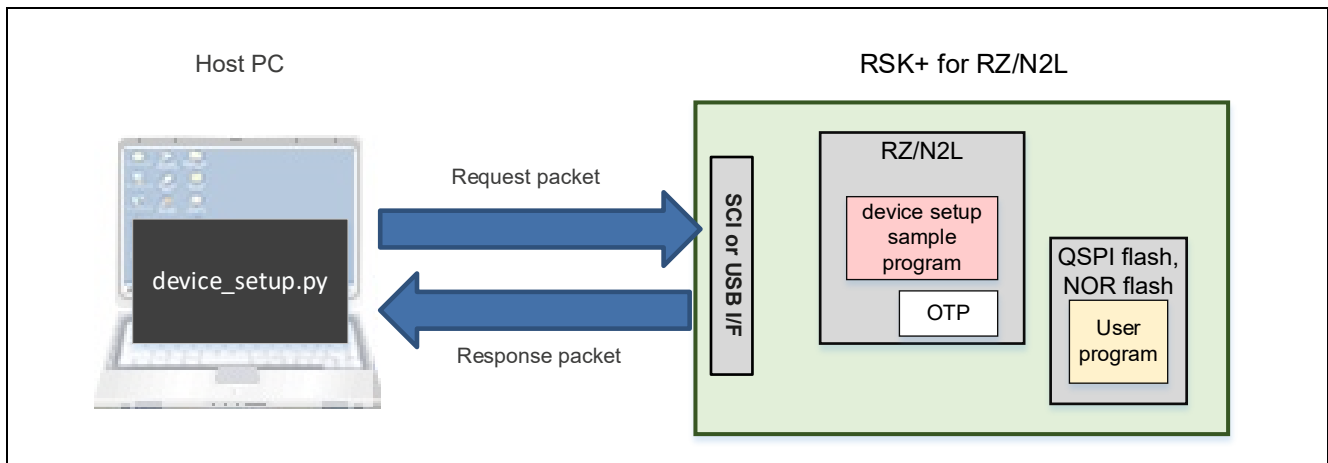 Host PC
RSK+ for RZ/N2L
device_setup.py
Request packet
Response packet
SCI or USB I/F
RZ/N2L
device setup
sample
program
OTP
QSPI flash,
NOR flash
User
program